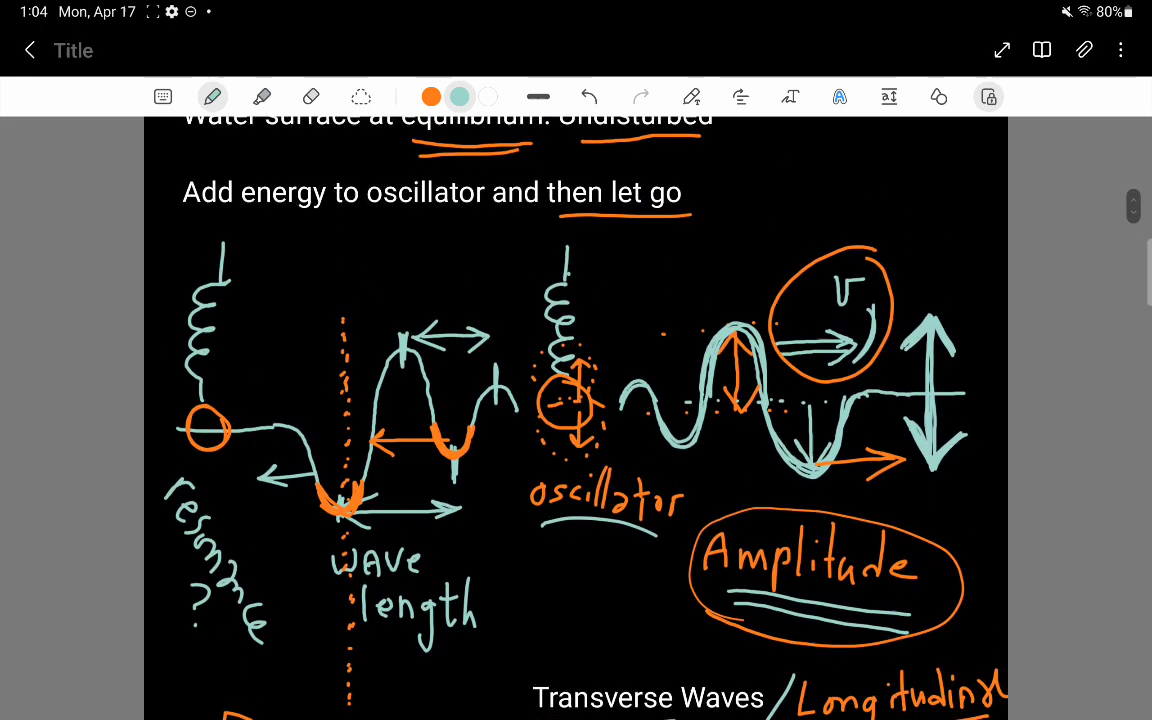 1:04 Mon, Apr 17
80%
Title
Water surface at equilibrium. Undisturbed
Add energy to oscillator and then let go
v
oscillator
resonance
?
WAVe
length
Amplitude
Transverse Waves / Longitudinal